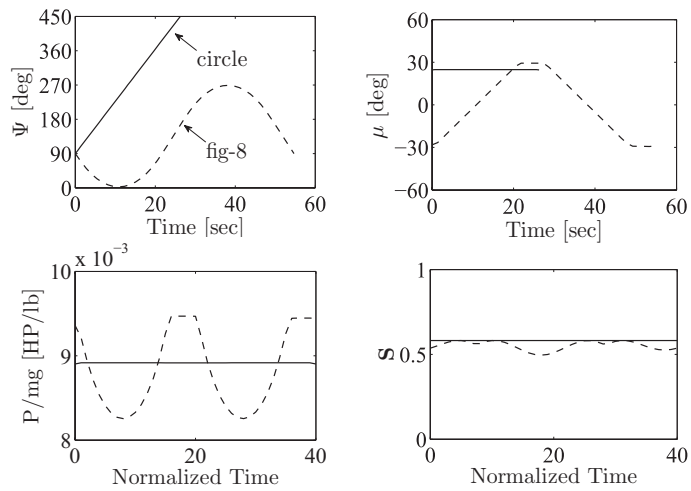 450
360
270
180
90
0
Ψ [deg]
circle
fig-8
0
20
40
60
Time [sec]
60
30
0
−30
−60
μ [deg]
0
20
40
60
Time [sec]
x 10⁻³
10
9
8
P/mg [HP/lb]
0
20
40
Normalized Time
1
0.5
0
S
0
20
40
Normalized Time